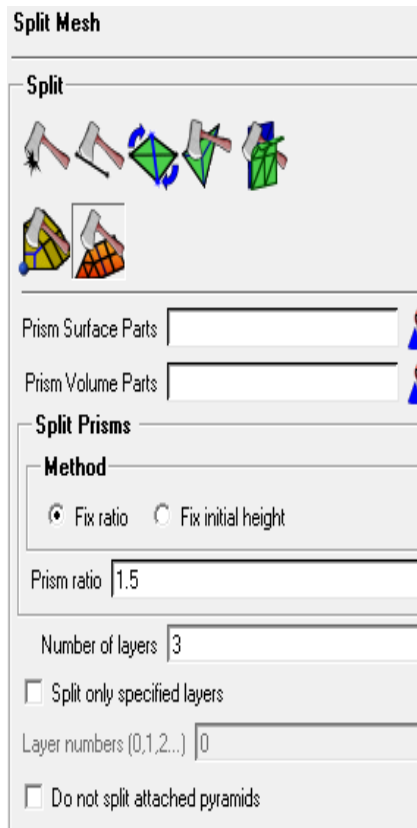 Split Mesh
Split
Prism Surface Parts
Prism Volume Parts
Split Prisms
Method
Fix ratio Fix initial height
Prism ratio 1.5
Number of layers 3
Split only specified layers
Layer numbers (0,1,2...) 0
Do not split attached pyramids